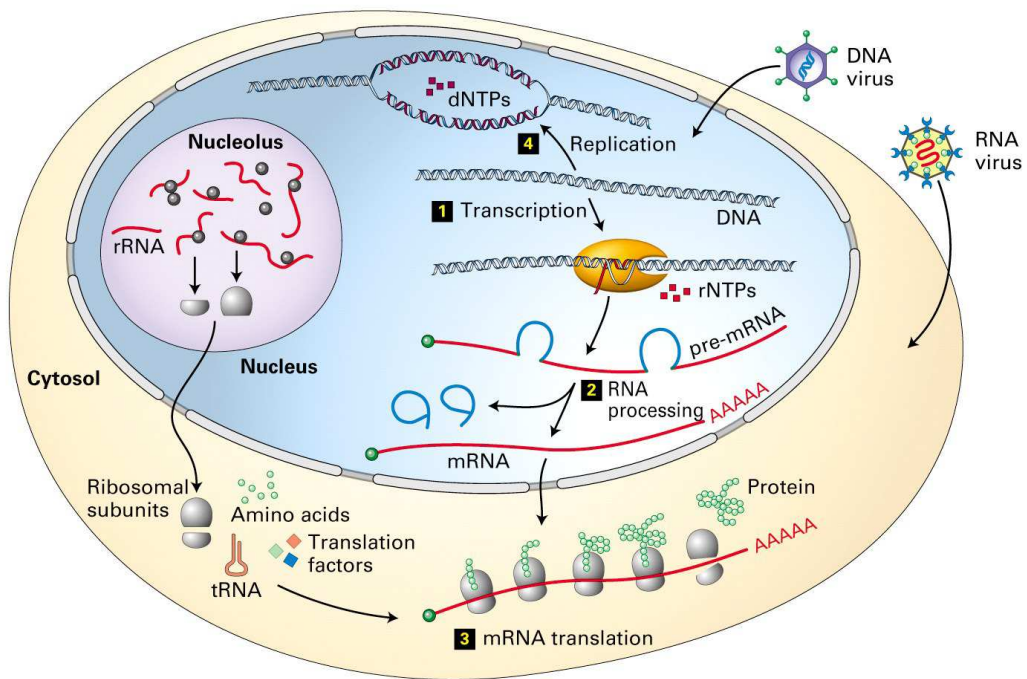 DNA
virus
dNTPs
Nucleolus
4 Replication
RNA
virus
1 Transcription
DNA
rRNA
rNTPs
pre-mRNA
Nucleus
Cytosol
2 RNA
processing
AAAAA
mRNA
Ribosomal
subunits
Amino acids
Protein
Translation
factors
AAAAA
tRNA
3 mRNA translation